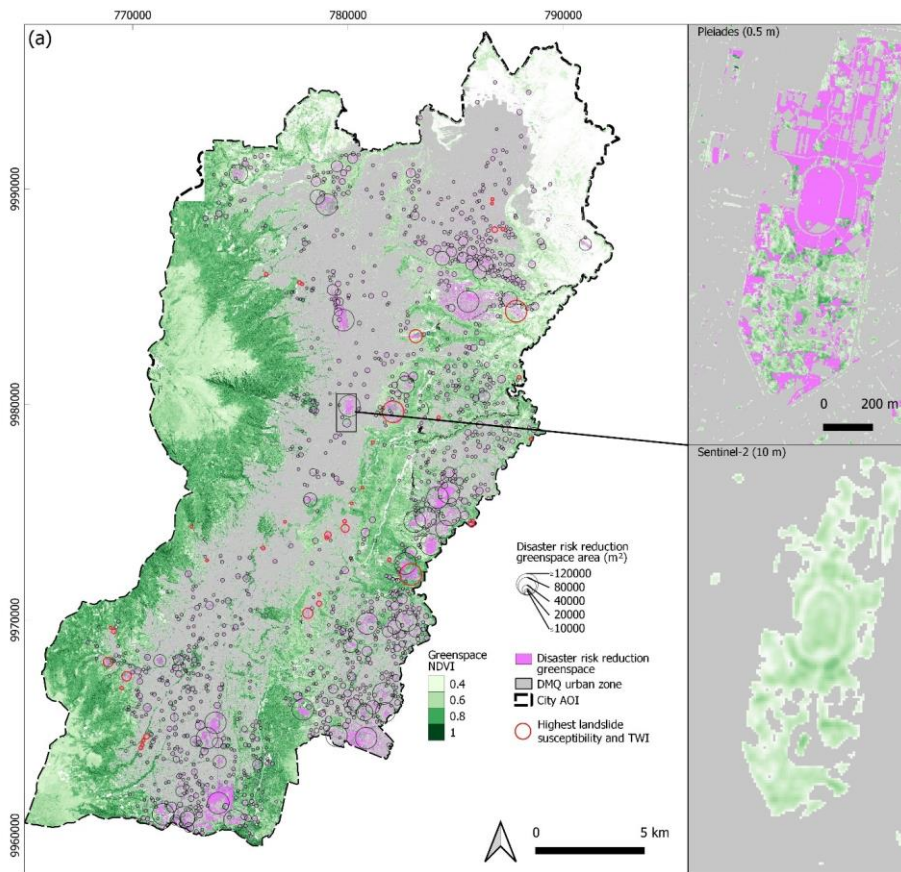 770000
780000
790000
(a)
Pleiades (0.5 m)
9990000
9980000
9970000
9960000
0
200 m
Sentinel-2 (10 m)
Disaster risk reduction
greenspace area (m²)
120000
80000
40000
20000
10000
Greenspace
NDVI
0.4
0.6
0.8
1
Disaster risk reduction
greenspace
DMQ urban zone
City AOI
Highest landslide
susceptibility and TWI
0
5 km